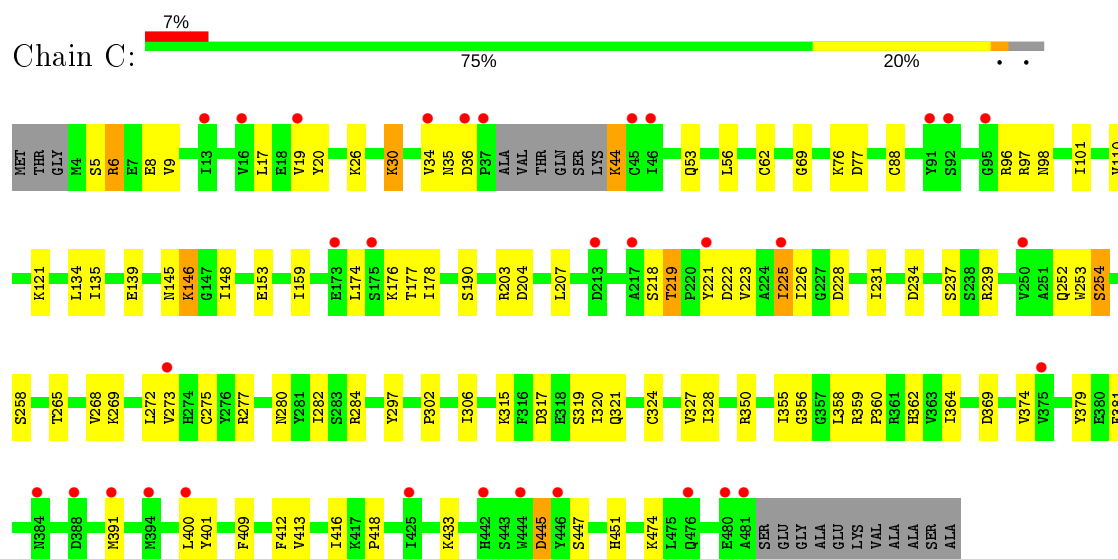 7%
Chain C:
75%
20%
MET THR GLY M4 S5 R6 E7 E8 V9 I13 V16 L17 E18 V19 Y20 K26 K30 V34 N35 D36 P37 ALA VAL THR GLN SER LYS K44 C45 I46 Q53 L56 C62 G69 K76 D77 C88 Y91 S92 G95 R96 R97 N98 I101 V110
K121 L134 I135 E139 N145 K146 G147 I148 E153 I159 E173 L174 S175 K176 T177 I178 S190 R203 D204 L207 D213 A217 S218 T219 P220 Y221 D222 V223 A224 I225 I226 G227 D228 I231 D234 S237 S238 R239 V250 A251 Q252 W253 S254
S258 T265 V268 K269 L272 V273 H274 C275 Y276 R277 N280 Y281 I282 S283 R284 Y297 P302 I306 K315 F316 D317 E318 S319 I320 Q321 C324 V327 I328 R350 I355 G356 G357 L358 R359 P360 R361 H362 V363 I364 D369 V374 V375 Y379 E380 E381
N384 D388 M391 M394 L400 Y401 F409 F412 V413 I416 K417 P418 I425 K433 H442 S443 W444 D445 Y446 S447 H451 K474 L475 Q476 E480 A481 SER GLU GLY ALA GLU LYS VAL ALA ALA SER ALA